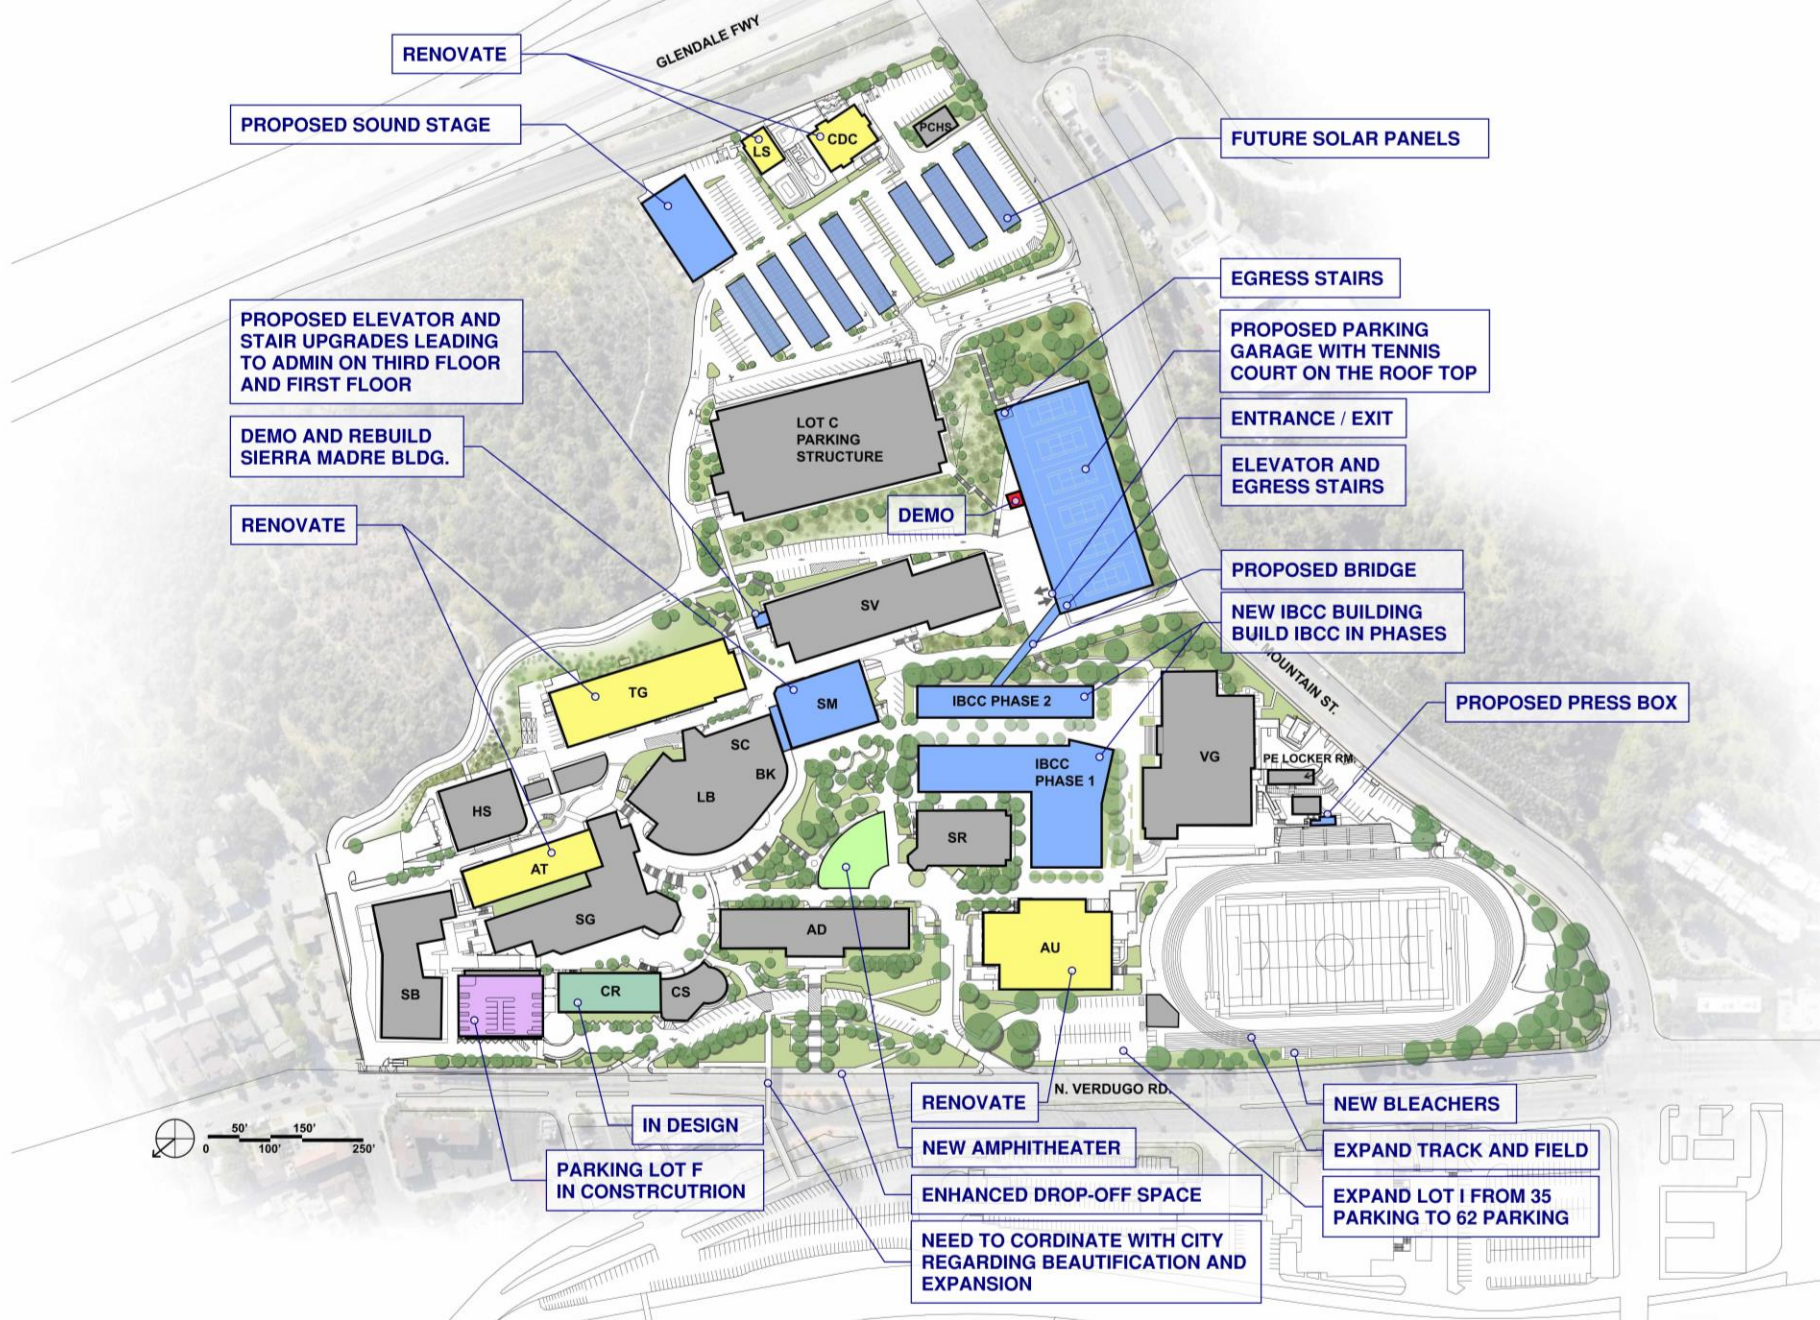 GLENDALE FWY
RENOVATE
PROPOSED SOUND STAGE
LS
CDC
PCHS
FUTURE SOLAR PANELS
EGRESS STAIRS
PROPOSED ELEVATOR AND
STAIR UPGRADES LEADING
TO ADMIN ON THIRD FLOOR
AND FIRST FLOOR
PROPOSED PARKING
GARAGE WITH TENNIS
COURT ON THE ROOF TOP
DEMO AND REBUILD
SIERRA MADRE BLDG.
LOT C
PARKING
STRUCTURE
ENTRANCE / EXIT
ELEVATOR AND
EGRESS STAIRS
RENOVATE
DEMO
PROPOSED BRIDGE
SV
NEW IBCC BUILDING
BUILD IBCC IN PHASES
MOUNTAIN ST.
TG
SM
IBCC PHASE 2
PROPOSED PRESS BOX
SC
BK
LB
IBCC
PHASE 1
VG
PE LOCKER RM.
HS
SR
AT
SG
AD
AU
SB
CR
CS
N. VERDUGO RD.
RENOVATE
NEW BLEACHERS
50'
150'
0
100'
250'
IN DESIGN
NEW AMPHITHEATER
EXPAND TRACK AND FIELD
PARKING LOT F
IN CONSTRCUTRION
ENHANCED DROP-OFF SPACE
EXPAND LOT I FROM 35
PARKING TO 62 PARKING
NEED TO CORDINATE WITH CITY
REGARDING BEAUTIFICATION AND
EXPANSION